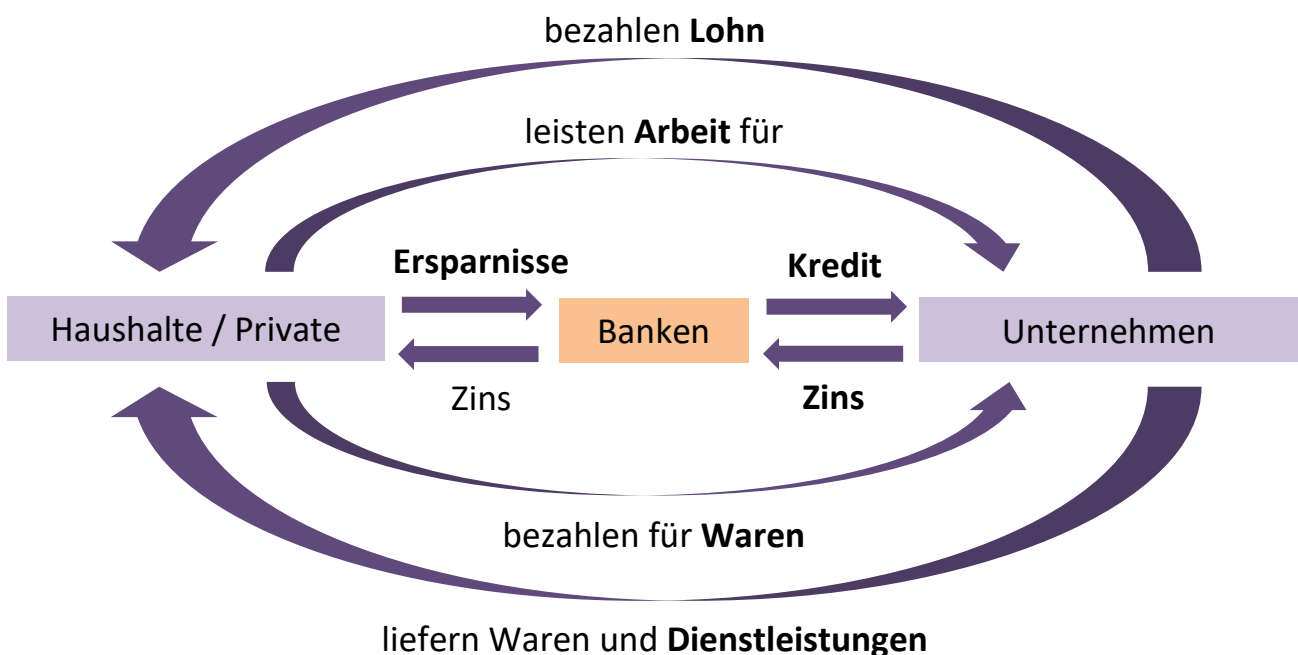 bezahlen Lohn
leisten Arbeit für
Ersparnisse
Kredit
Haushalte / Private
Banken
Unternehmen
Zins
Zins
bezahlen für Waren
liefern Waren und Dienstleistungen